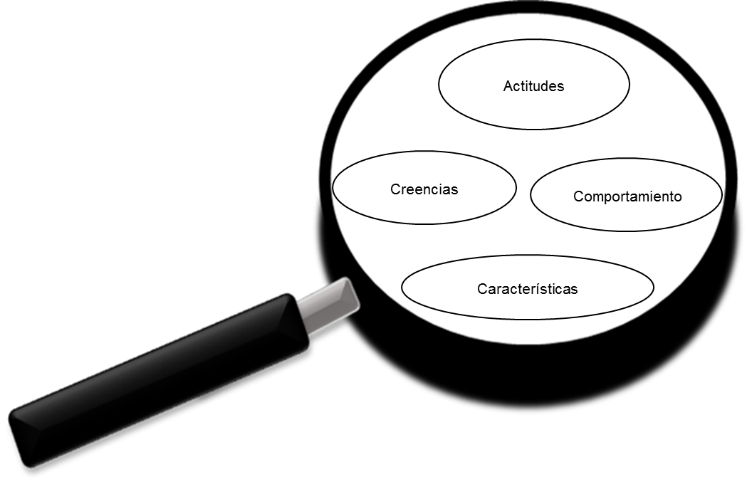 Actitudes
Creencias
Comportamiento
Características